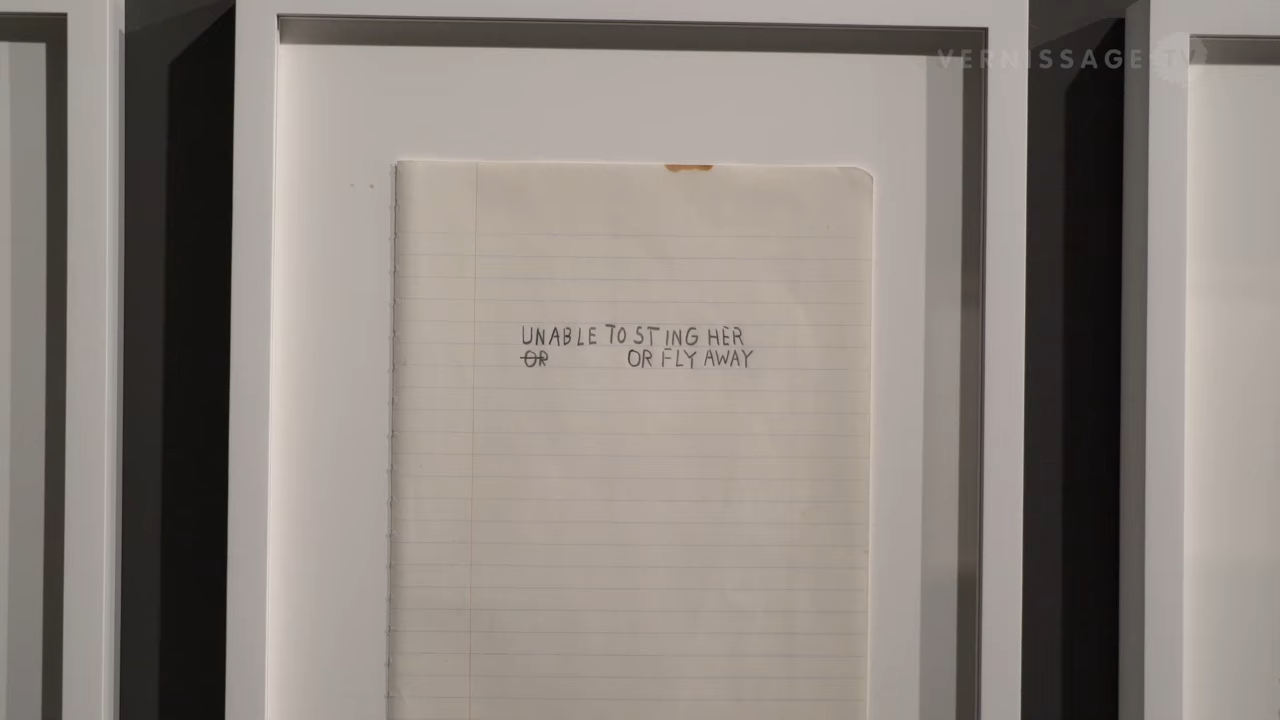 VERNISSAGE TV
UNABLE TO STING HER
OR OR FLY AWAY